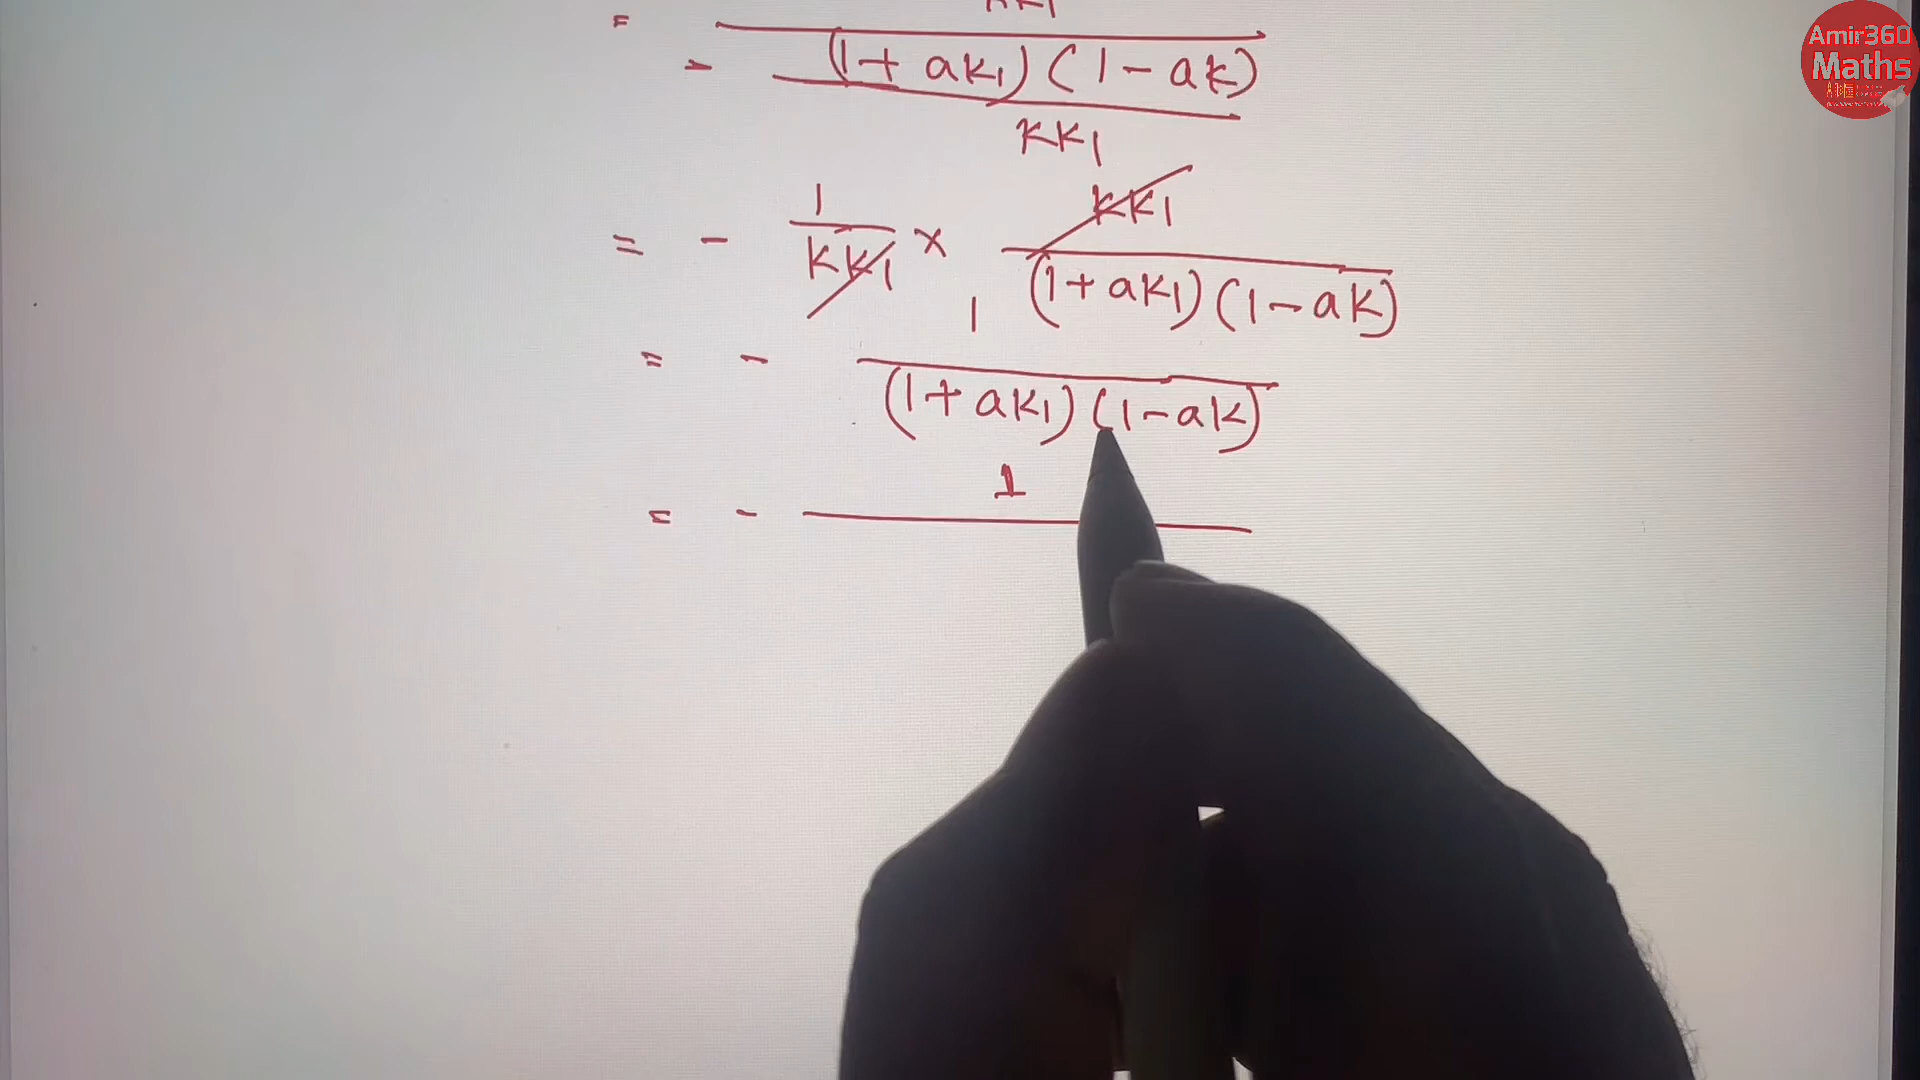 Amir360
Maths
=
- (1 + ak₁) (1 - ak)
kk₁
= - 1 / kk₁ × kk₁ / (1 + ak₁) (1 - ak)
= - 1 / (1 + ak₁) (1 - ak)
= - 1